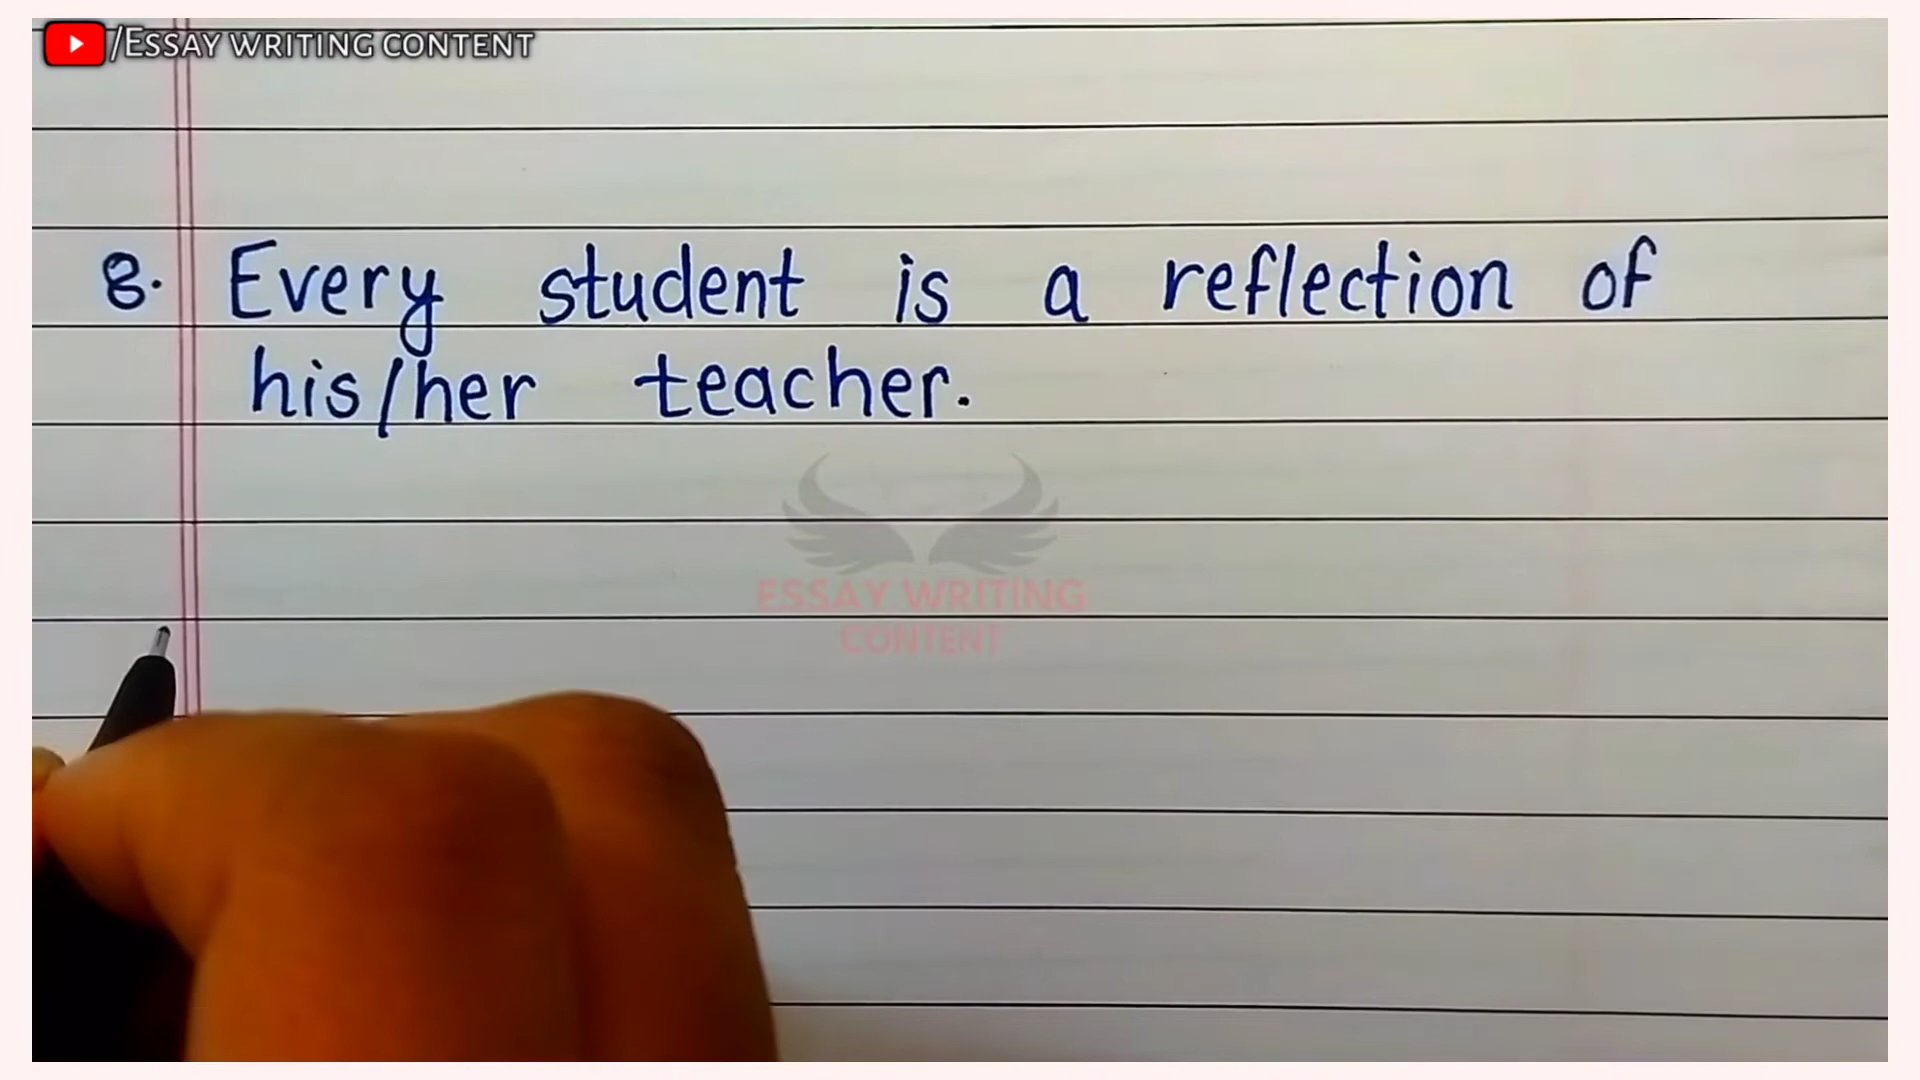 /ESSAY WRITING CONTENT
8. Every student is a reflection of
his/her teacher.
ESSAY WRITING
CONTENT